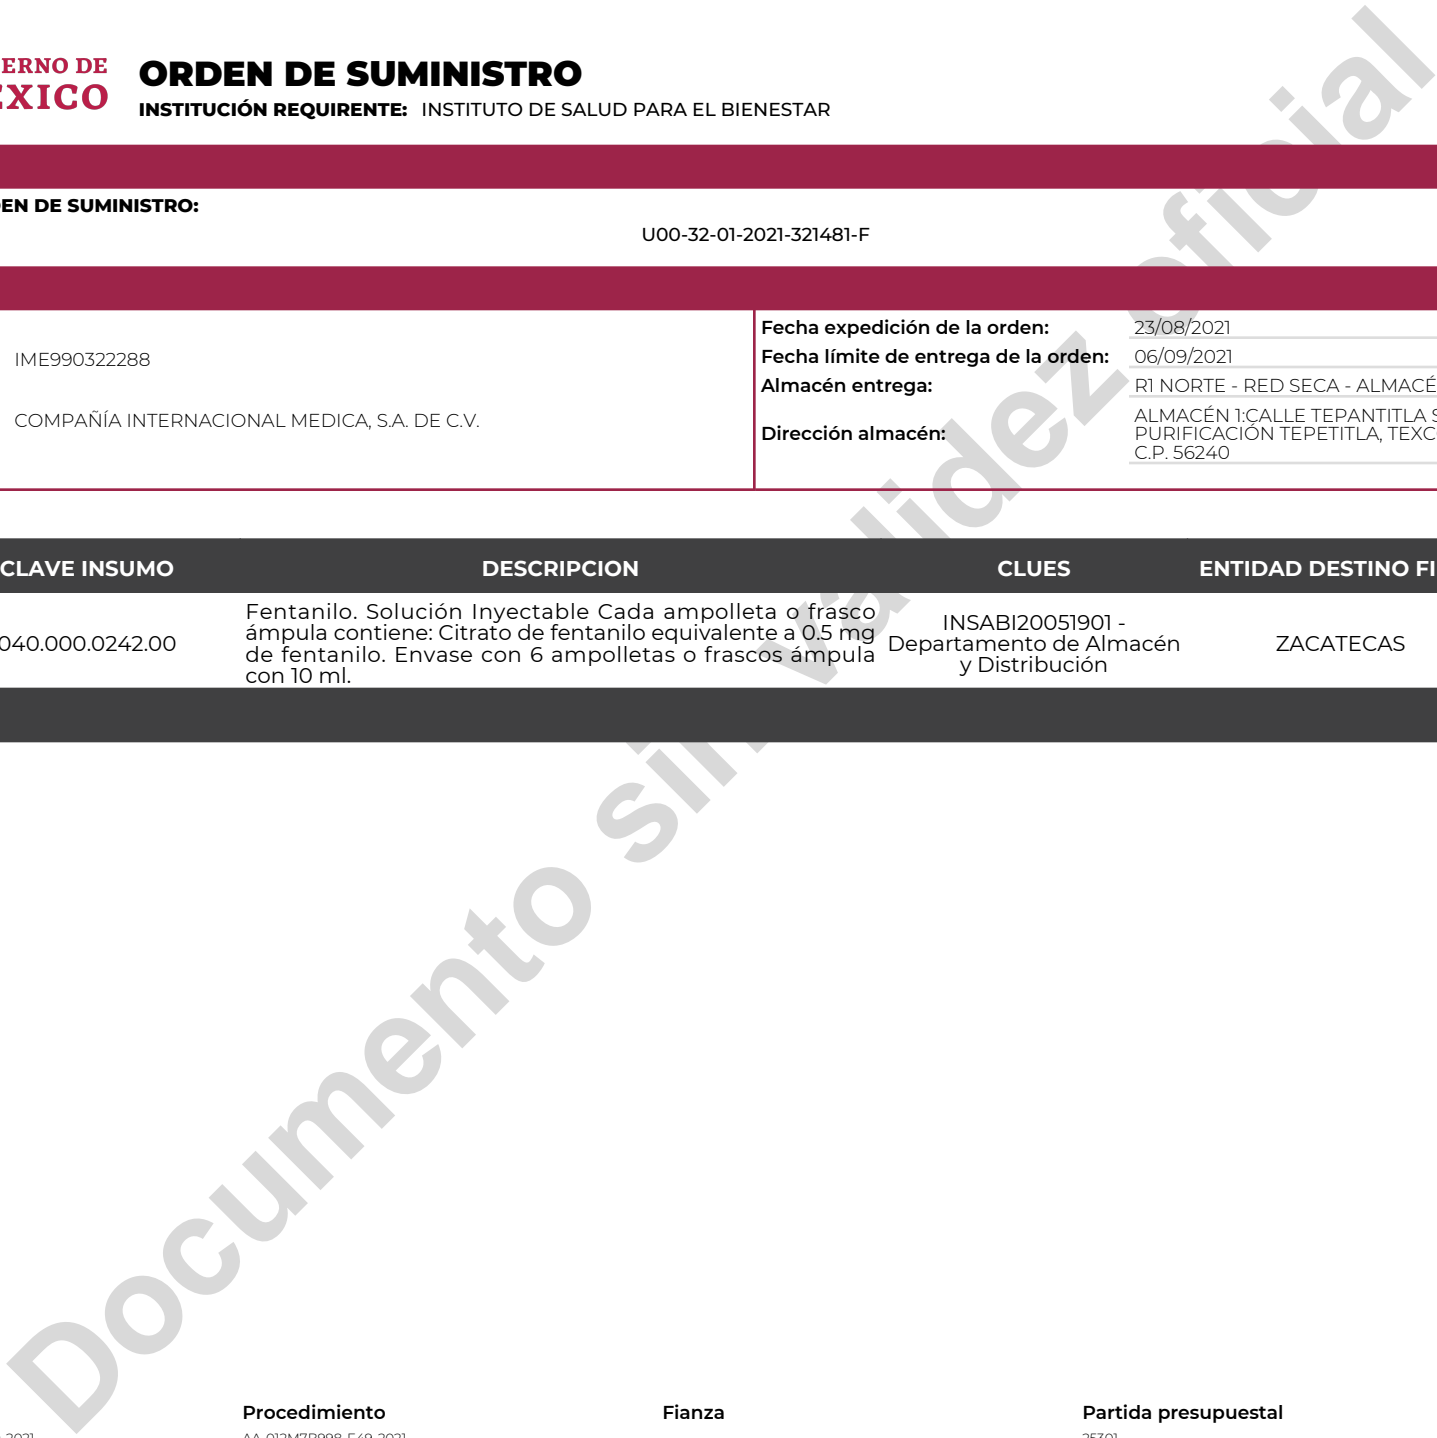 ERNO DE
ORDEN DE SUMINISTRO
XICO
INSTITUCIÓN REQUIRENTE: INSTITUTO DE SALUD PARA EL BIENESTAR
EN DE SUMINISTRO:
U00-32-01-2021-321481-F
IME990322288
COMPAÑÍA INTERNACIONAL MEDICA, S.A. DE C.V.
Fecha expedición de la orden: 23/08/2021
Fecha límite de entrega de la orden: 06/09/2021
Almacén entrega: R1 NORTE - RED SECA - ALMACÉ
Dirección almacén: ALMACÉN 1:CALLE TEPANTITLA S
PURIFICACIÓN TEPETITLA, TEXC
C.P. 56240
CLAVE INSUMO DESCRIPCION CLUES ENTIDAD DESTINO FI
040.000.0242.00
Fentanilo. Solución Inyectable Cada ampolleta o frasco
ámpula contiene: Citrato de fentanilo equivalente a 0.5 mg
de fentanilo. Envase con 6 ampolletas o frascos ámpula
con 10 ml.
INSABI20051901 -
Departamento de Almacén
y Distribución
ZACATECAS
Documento sin validez oficial
Procedimiento Fianza Partida presupuestal